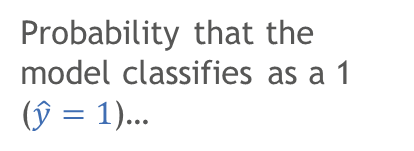 Probability that the
model classifies as a 1
(ŷ = 1)...